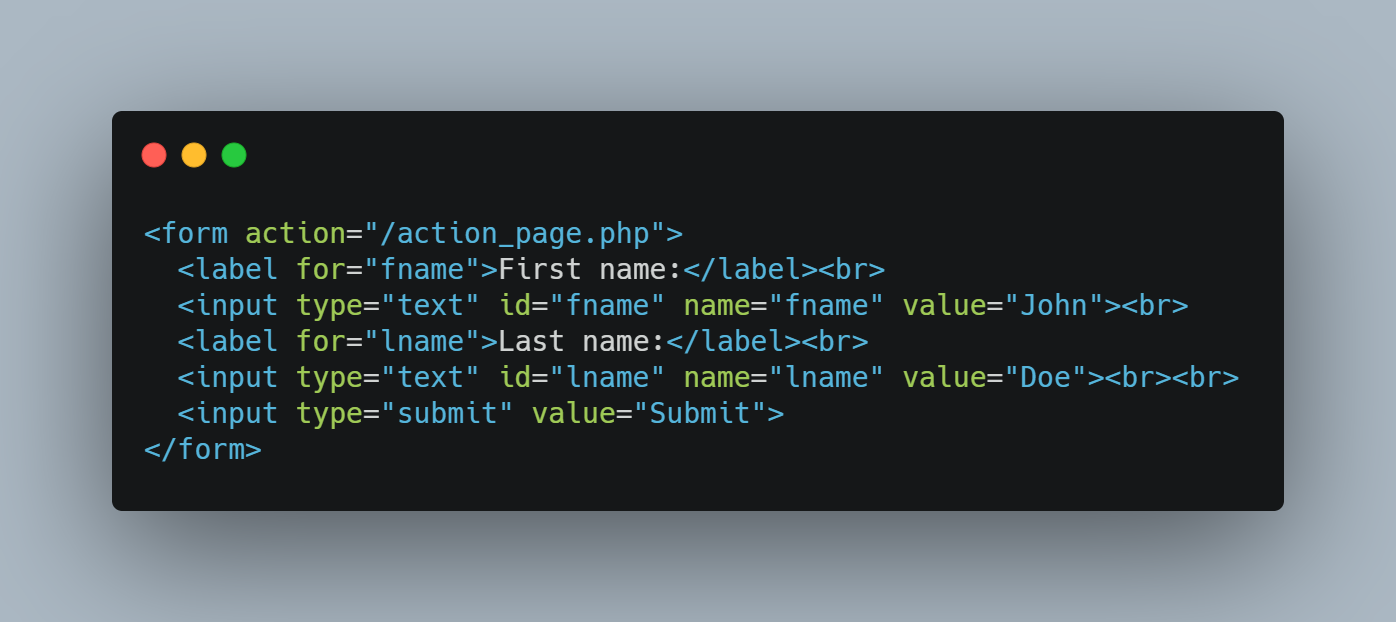 <form action="/action_page.php">
  <label for="fname">First name:</label><br>
  <input type="text" id="fname" name="fname" value="John"><br>
  <label for="lname">Last name:</label><br>
  <input type="text" id="lname" name="lname" value="Doe"><br><br>
  <input type="submit" value="Submit">
</form>